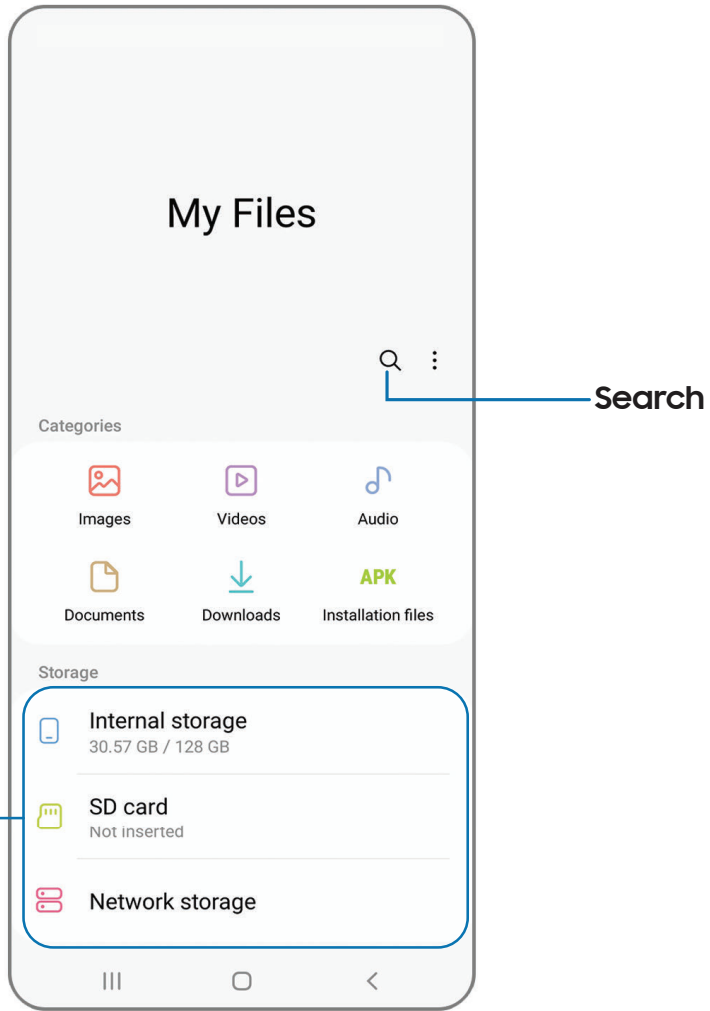 My Files
Search
Categories
Images Videos Audio
APK
Documents Downloads Installation files
Storage
Internal storage
30.57 GB / 128 GB
SD card
Not inserted
Network storage